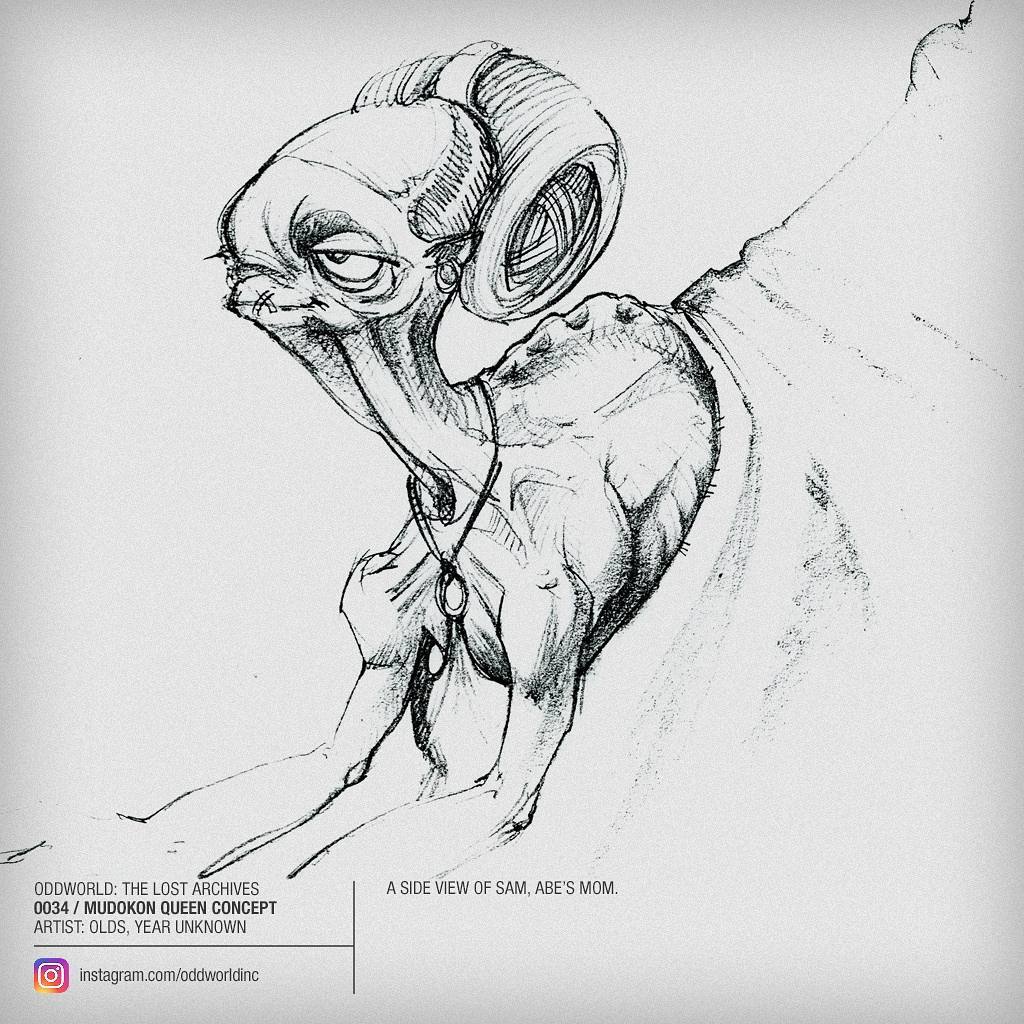 ODDWORLD: THE LOST ARCHIVES
0034 / MUDOKON QUEEN CONCEPT
ARTIST: OLDS, YEAR UNKNOWN
instagram.com/oddworldinc
A SIDE VIEW OF SAM, ABE'S MOM.